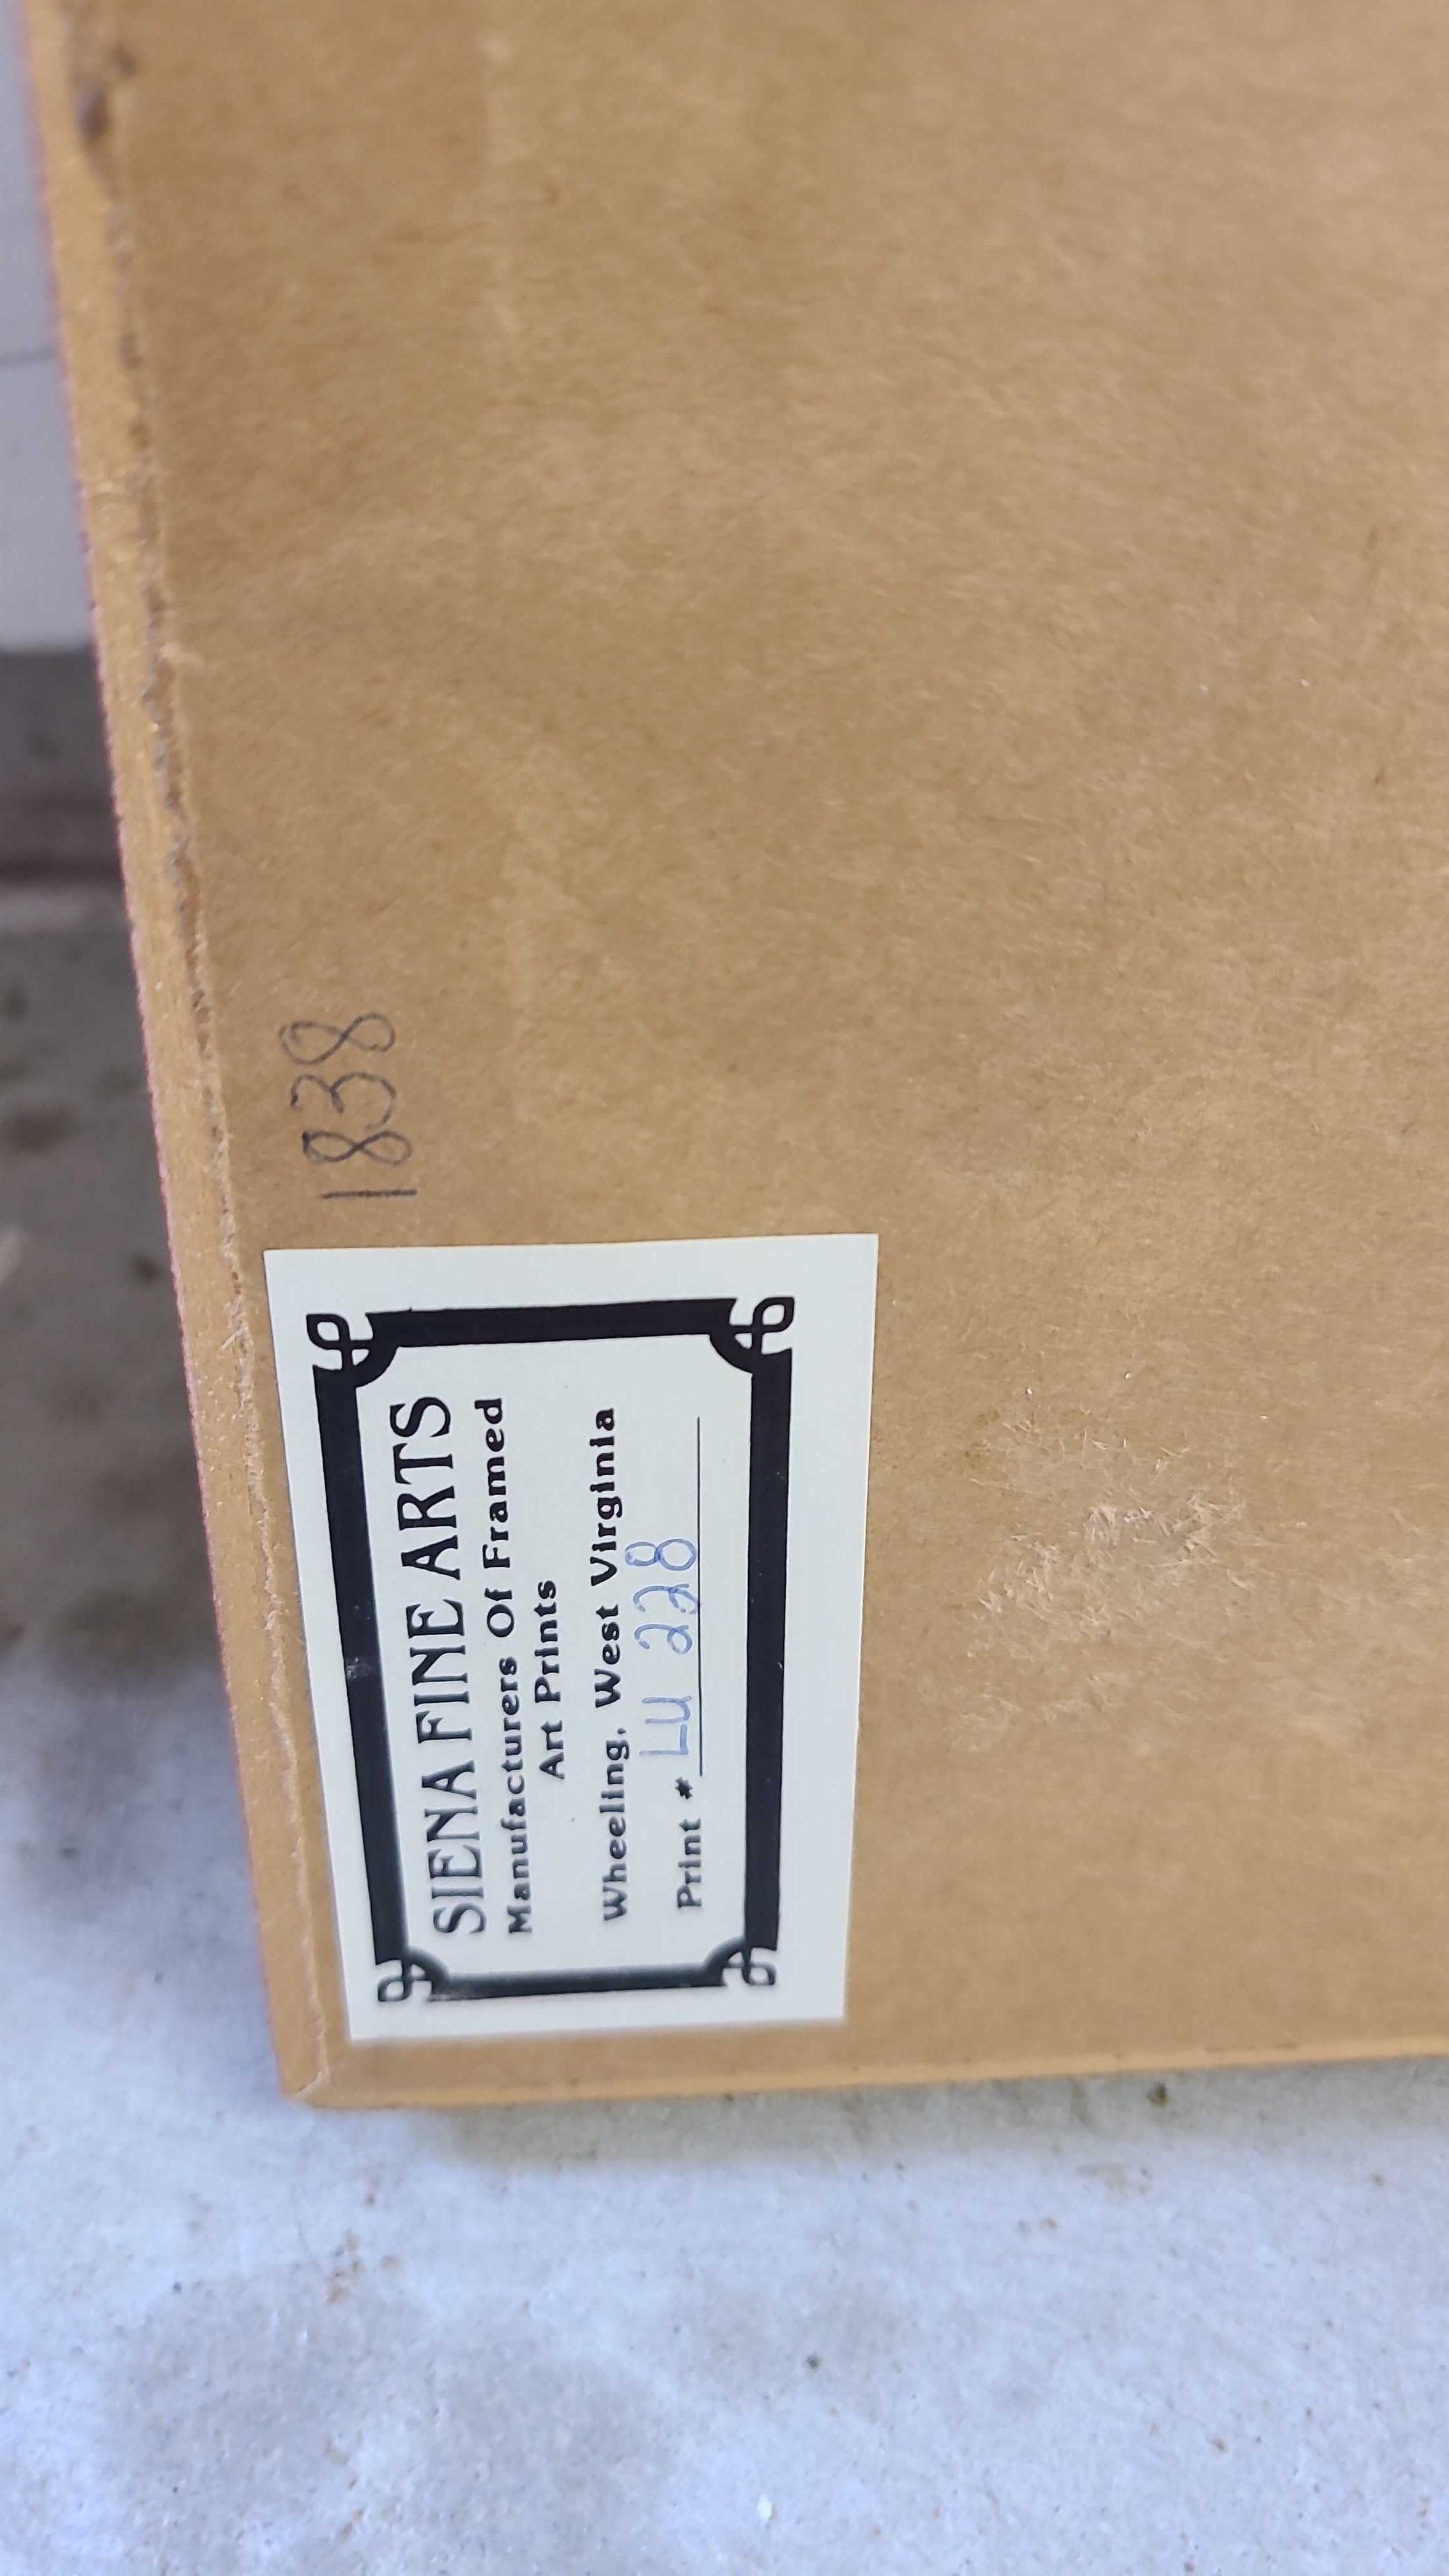 SIENA FINE ARTS
Manufacturers Of Framed
Art Prints
Wheeling, West Virginia
Print # LU 228
1838